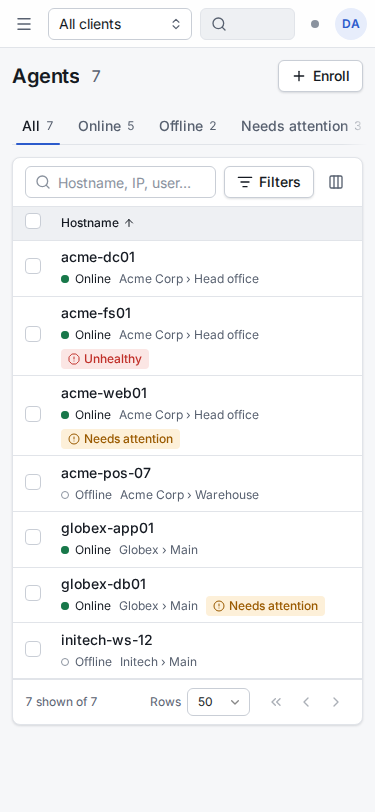 All clients
DA
Agents 7
Enroll
All 7 Online 5 Offline 2 Needs attention 3
Hostname, IP, user...
Filters
Hostname
acme-dc01
Online Acme Corp › Head office
acme-fs01
Online Acme Corp › Head office
Unhealthy
acme-web01
Online Acme Corp › Head office
Needs attention
acme-pos-07
Offline Acme Corp › Warehouse
globex-app01
Online Globex › Main
globex-db01
Online Globex › Main Needs attention
initech-ws-12
Offline Initech › Main
7 shown of 7 Rows 50